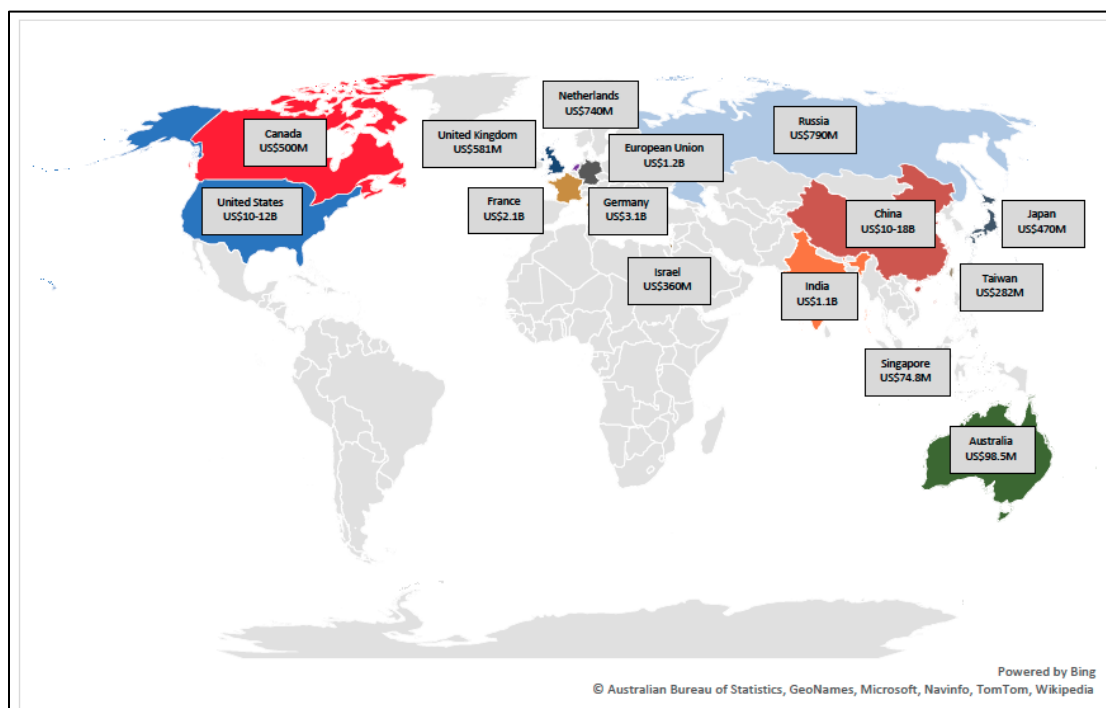 Netherlands
US$740M
Russia
US$790M
Canada
US$500M
United Kingdom
US$581M
European Union
US$1.2B
United States
US$10-12B
France
US$2.1B
Germany
US$3.1B
China
US$10-18B
Japan
US$470M
Israel
US$360M
India
US$1.1B
Taiwan
US$282M
Singapore
US$74.8M
Australia
US$98.5M
Powered by Bing
© Australian Bureau of Statistics, GeoNames, Microsoft, Navinfo, TomTom, Wikipedia